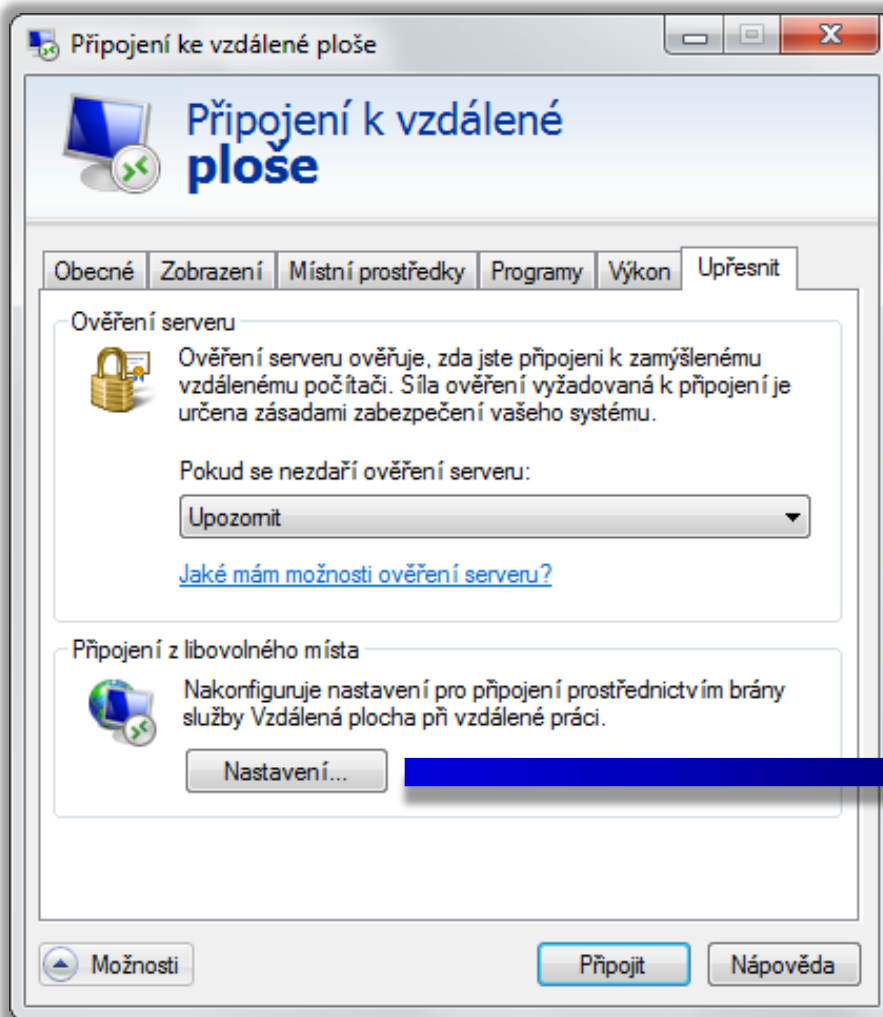 Připojení ke vzdálené ploše
Připojení k vzdálené
ploše
Obecné Zobrazení Místní prostředky Programy Výkon Upřesnit
Ověření serveru
Ověření serveru ověřuje, zda jste připojeni k zamýšlenému
vzdálenému počítači. Síla ověření vyžadovaná k připojení je
určena zásadami zabezpečení vašeho systému.
Pokud se nezdaří ověření serveru:
Upozornit
Jaké mám možnosti ověření serveru?
Připojení z libovolného místa
Nakonfiguruje nastavení pro připojení prostřednictvím brány
služby Vzdálená plocha při vzdálené práci.
Nastavení...
Možnosti Připojit Nápověda